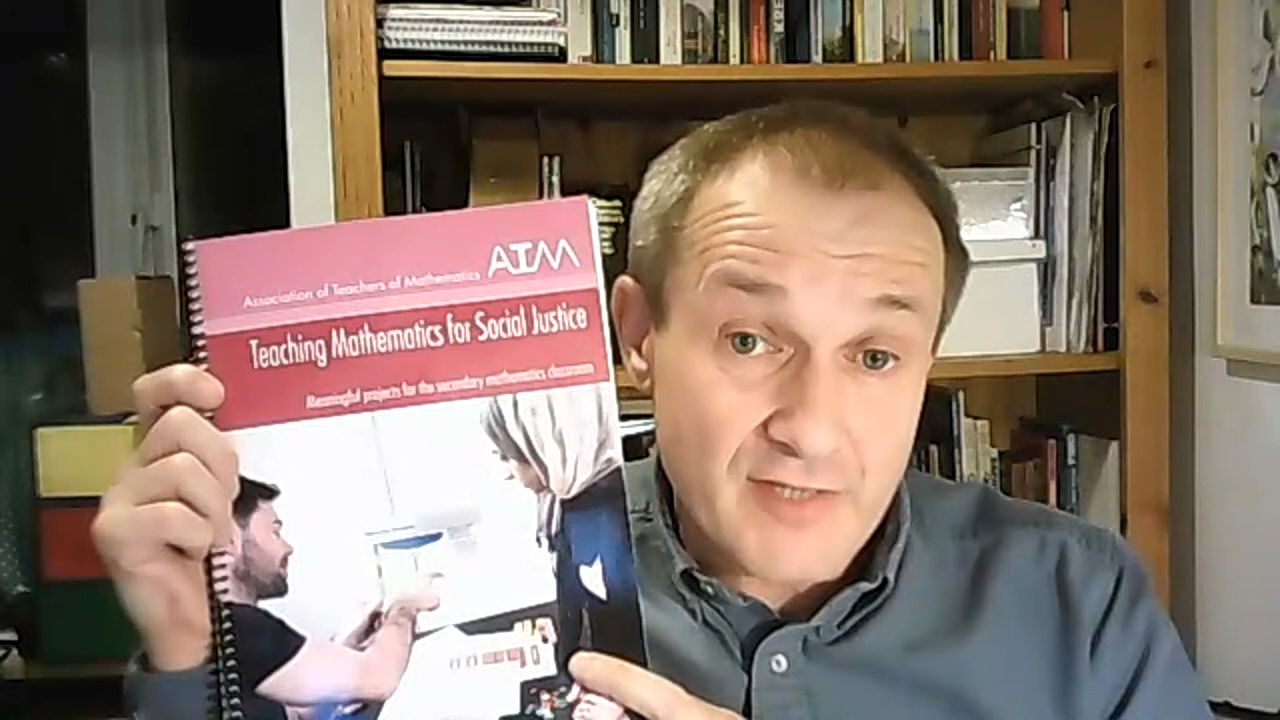 Association of Teachers of Mathematics ATM
Teaching Mathematics for Social Justice
Meaningful projects for the secondary mathematics classroom